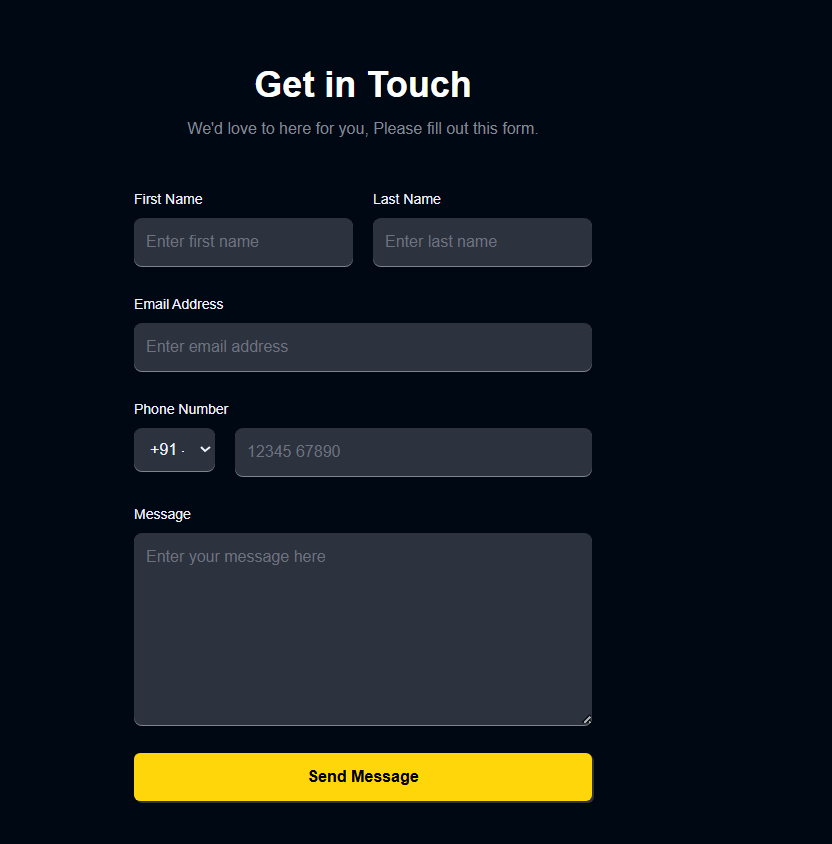 Get in Touch
We'd love to here for you, Please fill out this form.
First Name Last Name
Enter first name Enter last name
Email Address
Enter email address
Phone Number
+91 - 12345 67890
Message
Enter your message here
Send Message